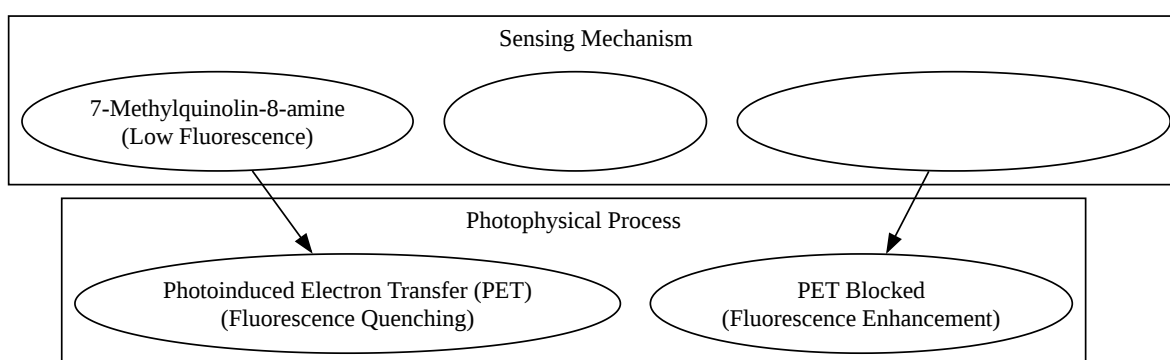 Sensing Mechanism
7-Methylquinolin-8-amine
(Low Fluorescence)
Photophysical Process
Photoinduced Electron Transfer (PET)
(Fluorescence Quenching)
PET Blocked
(Fluorescence Enhancement)